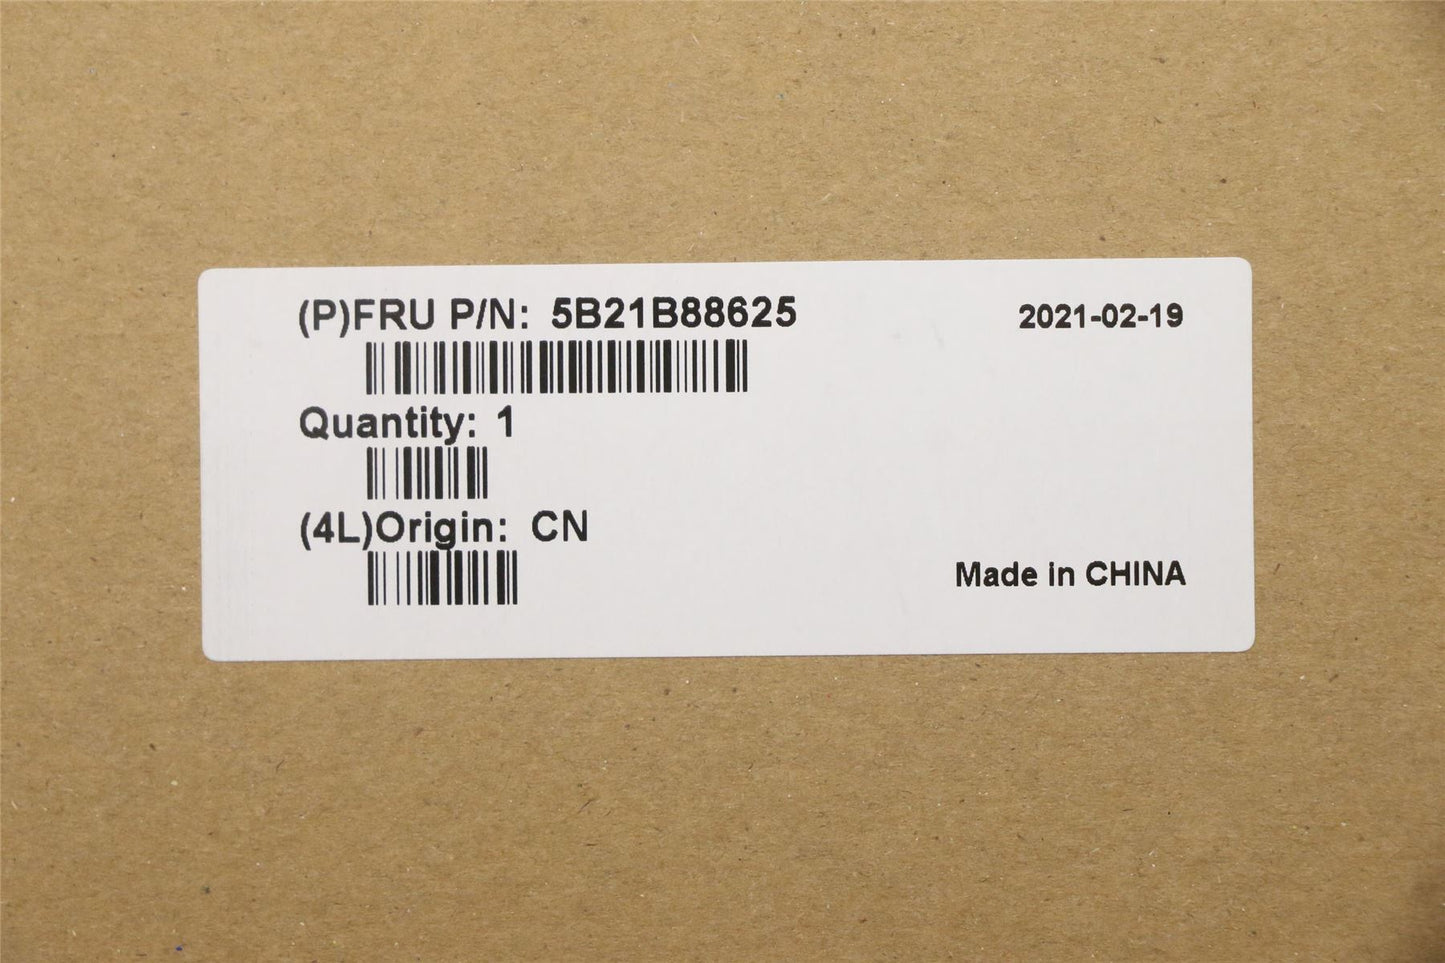 (P)FRU P/N: 5B21B88625
2021-02-19
Quantity: 1
(4L)Origin: CN
Made in CHINA